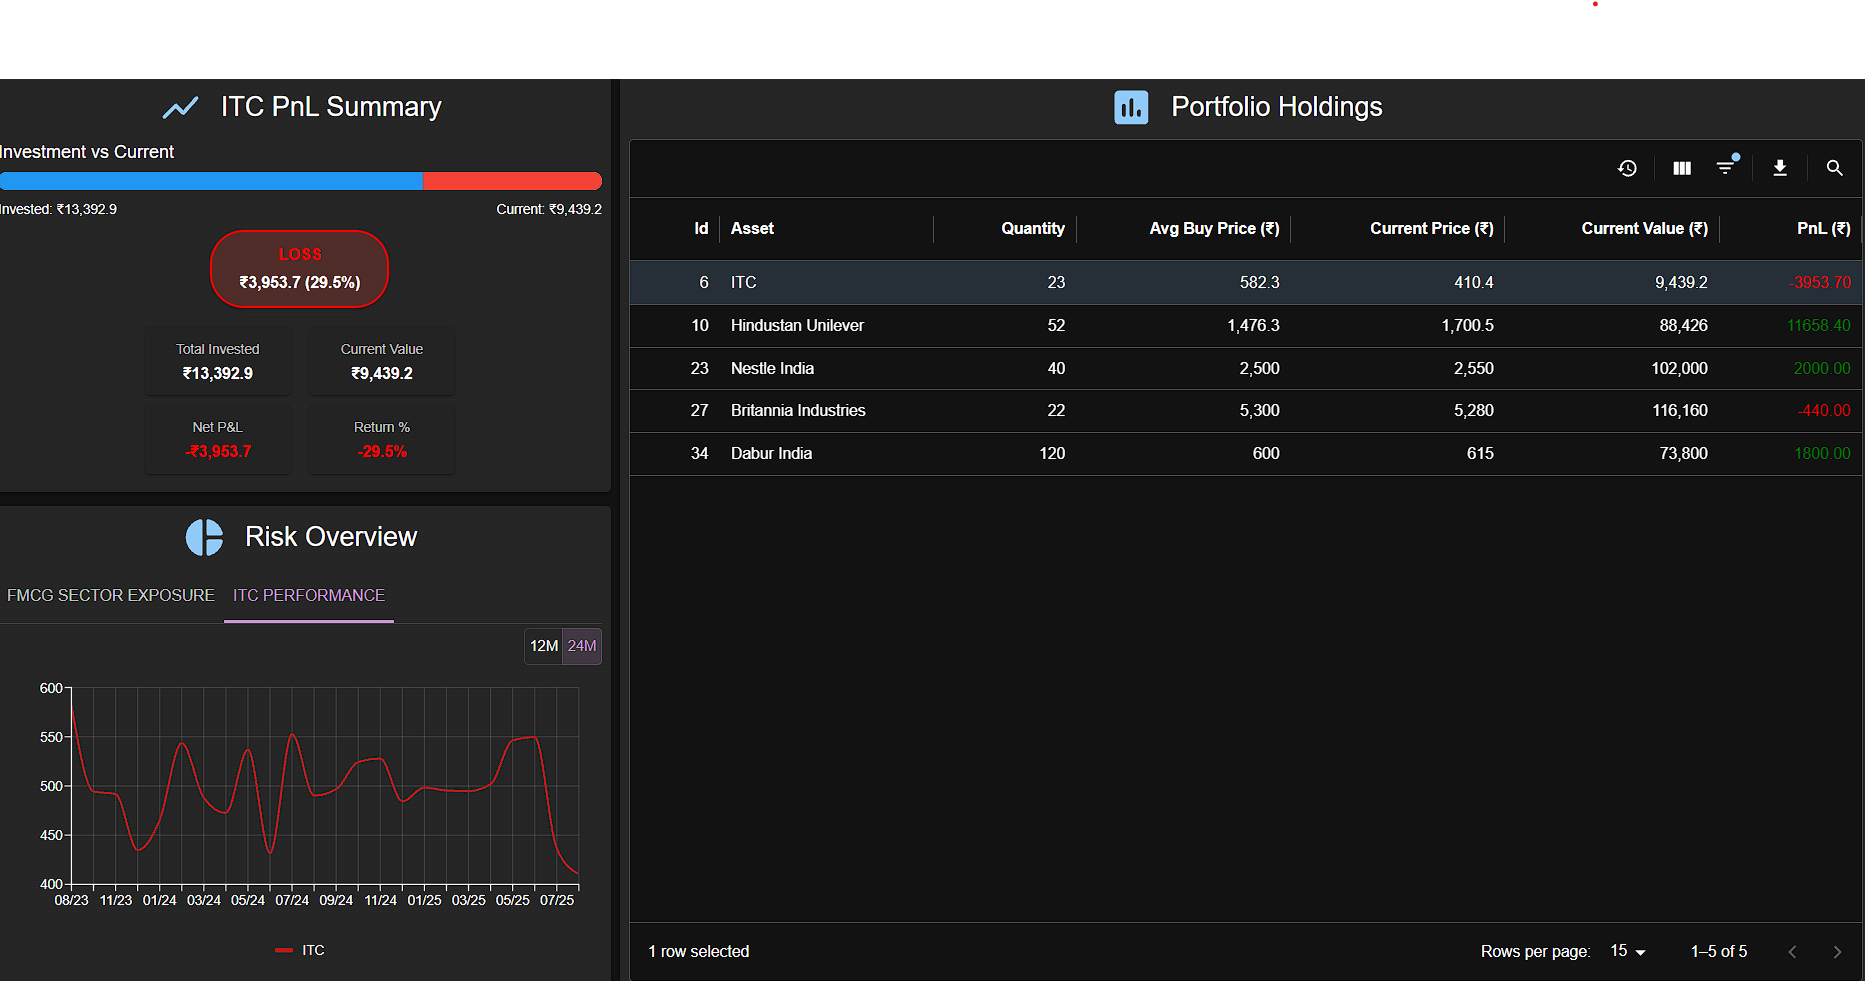 ITC PnL Summary
Investment vs Current
Invested: ₹13,392.9 Current: ₹9,439.2
LOSS
₹3,953.7 (29.5%)
Total Invested Current Value
₹13,392.9 ₹9,439.2
Net P&L Return %
-₹3,953.7 -29.5%
Risk Overview
FMCG SECTOR EXPOSURE ITC PERFORMANCE
12M 24M
600
550
500
450
400
08/23 11/23 01/24 03/24 05/24 07/24 09/24 11/24 01/25 03/25 05/25 07/25
ITC
Portfolio Holdings
Id Asset Quantity Avg Buy Price (₹) Current Price (₹) Current Value (₹) PnL (₹)
6 ITC 23 582.3 410.4 9,439.2 -3953.70
10 Hindustan Unilever 52 1,476.3 1,700.5 88,426 11658.40
23 Nestle India 40 2,500 2,550 102,000 2000.00
27 Britannia Industries 22 5,300 5,280 116,160 -440.00
34 Dabur India 120 600 615 73,800 1800.00
1 row selected Rows per page: 15 1–5 of 5